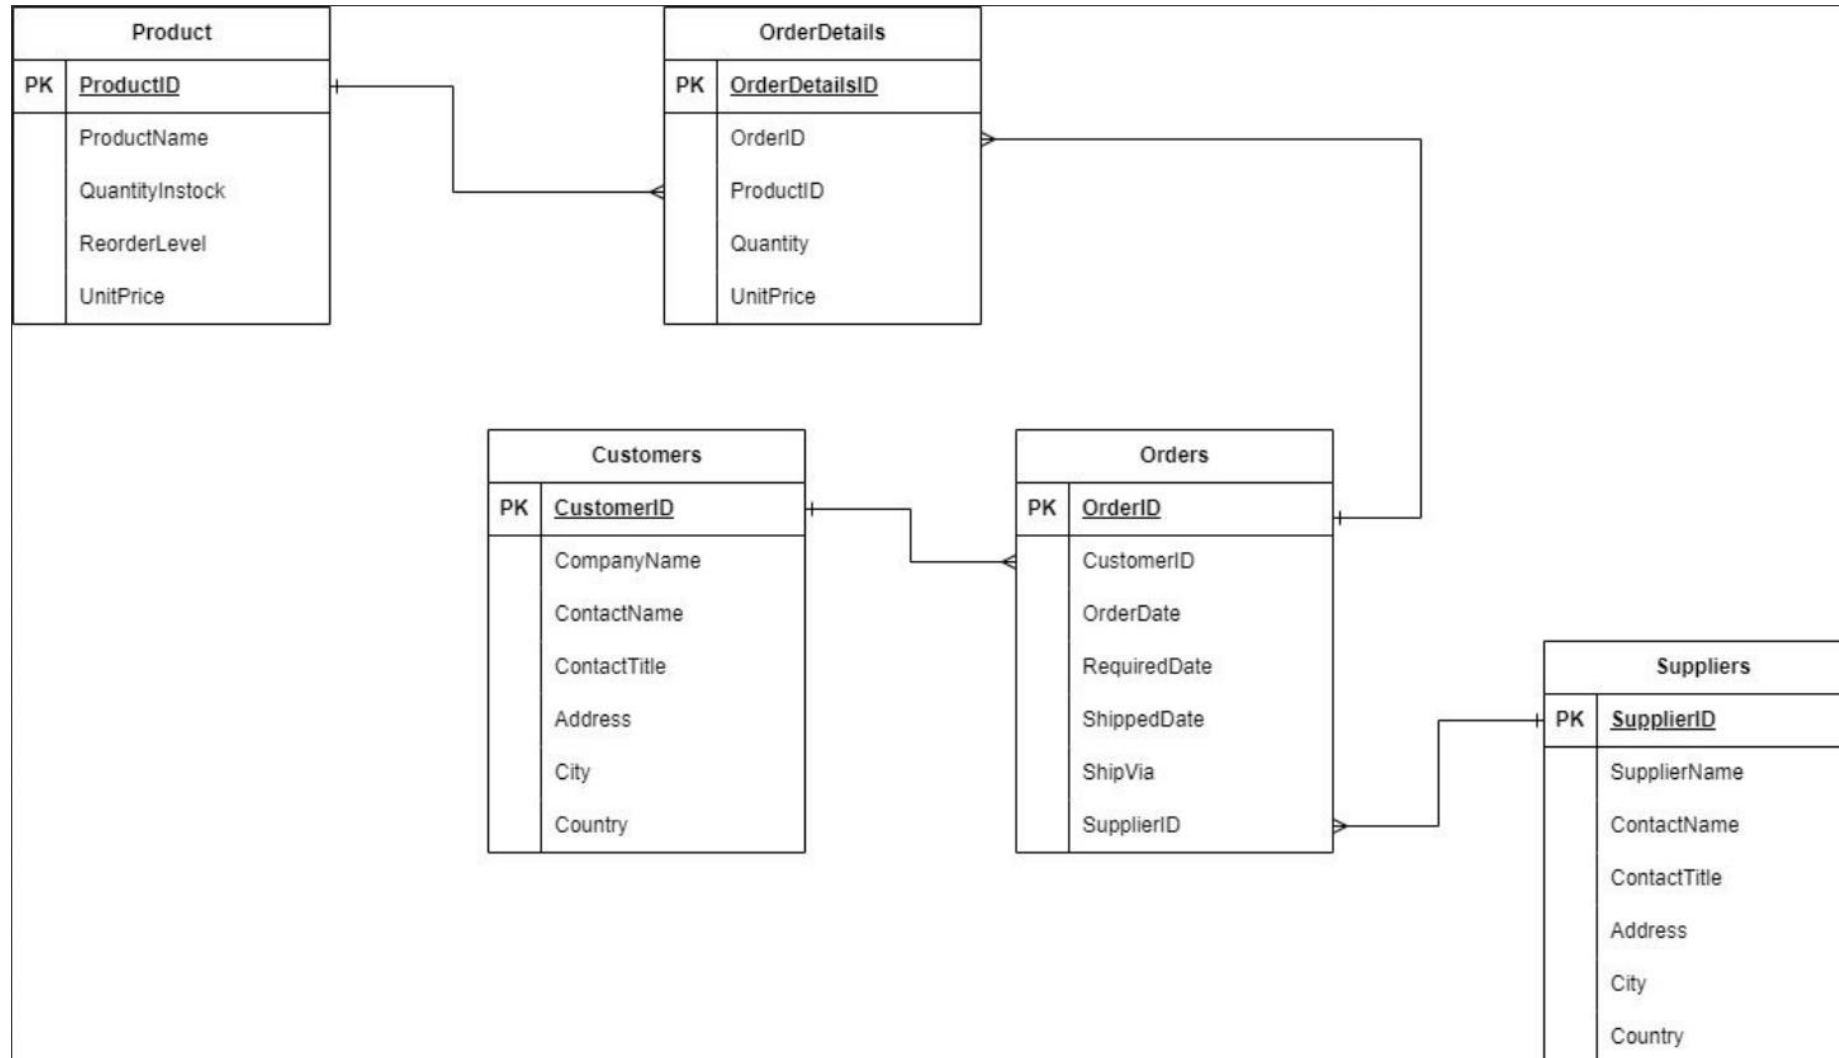 Product
PK ProductID
ProductName
QuantityInstock
ReorderLevel
UnitPrice
OrderDetails
PK OrderDetailsID
OrderID
ProductID
Quantity
UnitPrice
Customers
PK CustomerID
CompanyName
ContactName
ContactTitle
Address
City
Country
Orders
PK OrderID
CustomerID
OrderDate
RequiredDate
ShippedDate
ShipVia
SupplierID
Suppliers
PK SupplierID
SupplierName
ContactName
ContactTitle
Address
City
Country